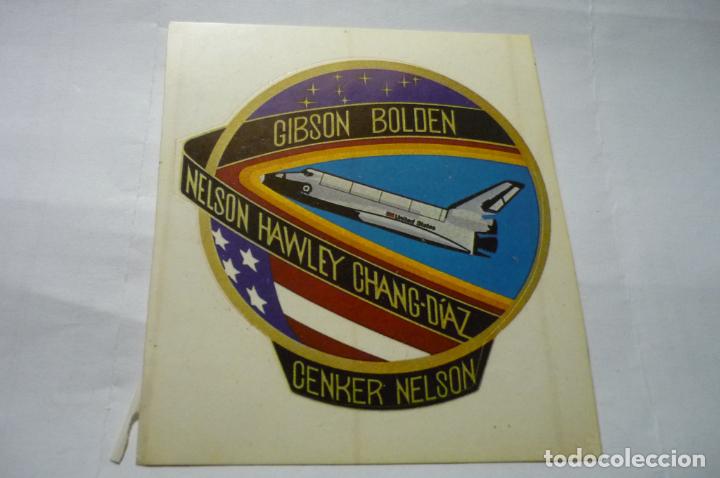 GIBSON BOLDEN
NELSON HAWLEY CHANG-DÍAZ
United States
CENKER NELSON
todocoleccion